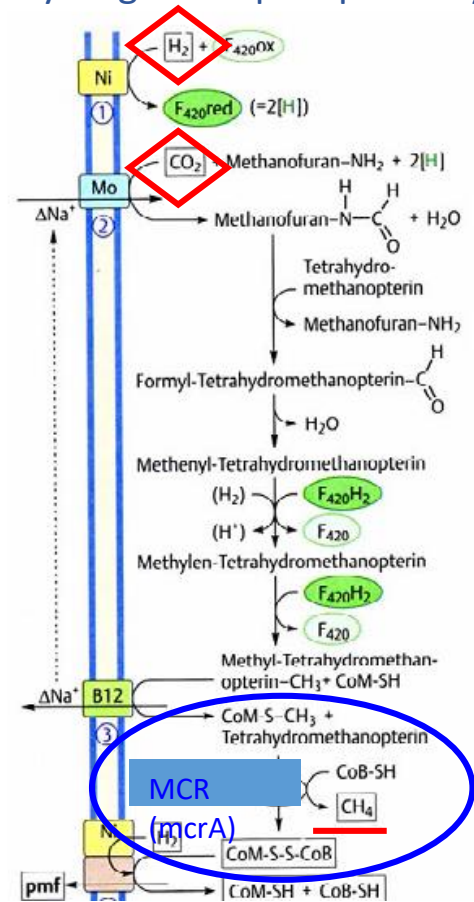 H₂ + F₄₂₀ox
Ni
F₄₂₀red (=2[H])
①
CO₂ + Methanofuran–NH₂ + 2[H]
Mo
H H
Methanofuran–N–C + H₂O
O
ΔNa⁺
②
Tetrahydro-
methanopterin
Methanofuran–NH₂
H
Formyl-Tetrahydromethanopterin–C
O
H₂O
Methenyl-Tetrahydromethanopterin
(H₂) F₄₂₀H₂
(H⁺) F₄₂₀
Methylen-Tetrahydromethanopterin
F₄₂₀H₂
F₄₂₀
Methyl-Tetrahydromethan-
opterin–CH₃+ CoM-SH
ΔNa⁺ B12
CoM-S-CH₃ +
Tetrahydromethanopterin
③
CoB-SH
MCR
CH₄
(mcrA)
Ni
H₂
CoM-S-S-CoB
pmf
CoM-SH + CoB-SH